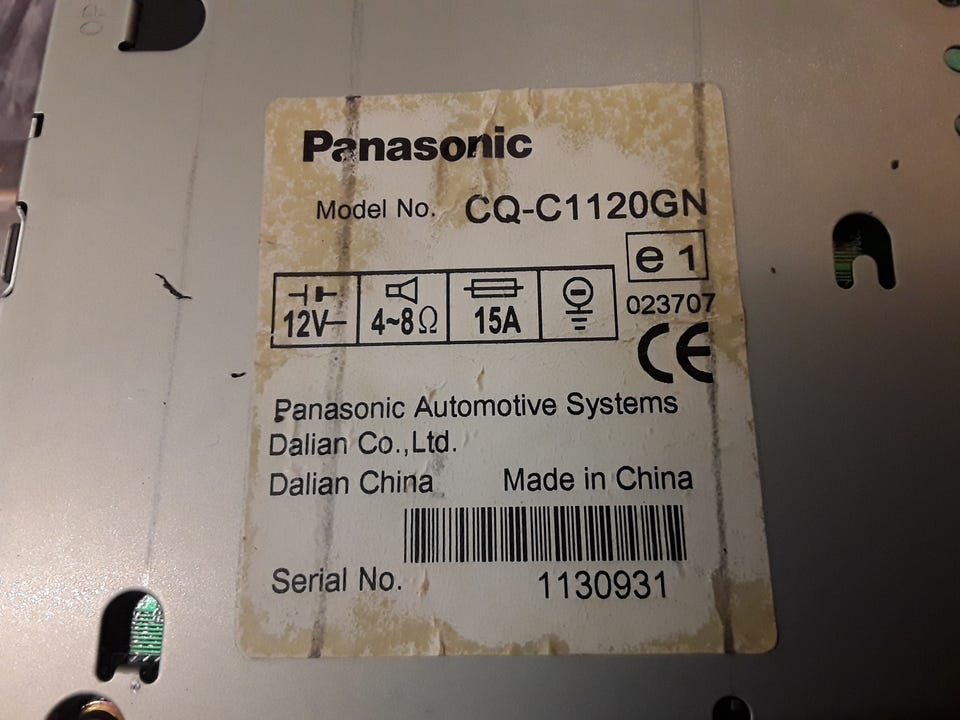 OP
Panasonic
Model No. CQ-C1120GN
e 1
12V 4~8Ω 15A
023707
CE
Panasonic Automotive Systems
Dalian Co.,Ltd.
Dalian China Made in China
Serial No. 1130931